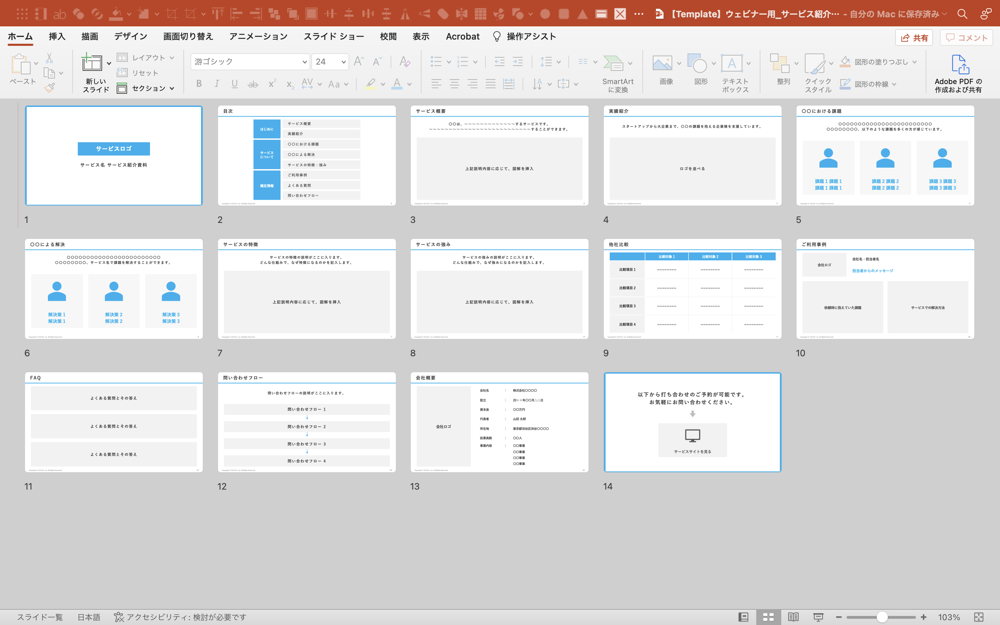 【Template】ウェビナー用_サービス紹介… - 自分の Mac に保存済み
ホーム 挿入 描画 デザイン 画面切り替え アニメーション スライド ショー 校閲 表示 Acrobat 操作アシスト 共有 コメント
ペースト
新しい
スライド
レイアウト
リセット
セクション
游ゴシック 24
SmartArt
に変換
画像
図形
テキスト
ボックス
整列
クイック
スタイル
図形の塗りつぶし
図形の枠線
Adobe PDF の
作成および共有
サービスロゴ
サービス名 サービス紹介資料
1
目次
はじめに
サービス概要
実績紹介
サービス
について
〇〇における課題
〇〇による解決
サービスの特徴・強み
補足情報
ご利用事例
よくある質問
問い合わせフロー
Copyright © 〇〇〇〇 Inc. All Rights Reserved
2
2
サービス概要
〇〇は、~~~~~~~~~~~~~するサービスです。
~~~~~~~~~~~~~~~~~~~~~~~~~~することができます。
上記説明内容に応じて、図解を挿入
Copyright © 〇〇〇〇 Inc. All Rights Reserved
3
3
実績紹介
スタートアップから大企業まで、〇〇の課題を抱える企業様を支援しています。
ロゴを並べる
Copyright © 〇〇〇〇 Inc. All Rights Reserved
4
4
〇〇における課題
〇〇〇〇〇〇〇〇〇〇〇〇〇〇〇〇〇〇〇〇〇〇〇〇
〇〇〇〇〇〇〇〇、以下のような課題を多くの方が感じています。
課題 1 課題 1
課題 1 課題 1
課題 2 課題 2
課題 2 課題 2
課題 3 課題 3
課題 3 課題 3
Copyright © 〇〇〇〇 Inc. All Rights Reserved
5
5
〇〇による解決
〇〇〇〇〇〇〇〇〇〇〇〇〇〇〇〇〇〇〇〇〇〇〇〇
〇〇〇〇〇〇〇〇、サービス名で課題を解決することができます。
解決策 1
解決策 1
解決策 2
解決策 2
解決策 3
解決策 3
Copyright © 〇〇〇〇 Inc. All Rights Reserved
6
6
サービスの特徴
サービスの特徴の説明がここに入ります。
どんな仕組みで、なぜ特徴になるのかを記入します。
上記説明内容に応じて、図解を挿入
Copyright © 〇〇〇〇 Inc. All Rights Reserved
7
7
サービスの強み
サービスの強みの説明がここに入ります。
どんな仕組みで、なぜ強みになるのかを記入します。
上記説明内容に応じて、図解を挿入
Copyright © 〇〇〇〇 Inc. All Rights Reserved
8
8
他社比較
比較対象 1 比較対象 2 比較対象 3
比較項目 1 ~~~~~~~~ ~~~~~~~~ ~~~~~~~~
比較項目 2 ~~~~~~~~ ~~~~~~~~ ~~~~~~~~
比較項目 3 ~~~~~~~~ ~~~~~~~~ ~~~~~~~~
比較項目 4 ~~~~~~~~ ~~~~~~~~ ~~~~~~~~
Copyright © 〇〇〇〇 Inc. All Rights Reserved
9
9
ご利用事例
会社ロゴ
会社名・担当者名
担当者からのメッセージ
依頼時に抱えていた課題
サービスでの解決方法
Copyright © 〇〇〇〇 Inc. All Rights Reserved
10
10
FAQ
よくある質問とその答え
よくある質問とその答え
よくある質問とその答え
Copyright © 〇〇〇〇 Inc. All Rights Reserved
11
11
問い合わせフロー
問い合わせフローの説明がここに入ります。
問い合わせフロー 1
問い合わせフロー 2
問い合わせフロー 3
問い合わせフロー 4
Copyright © 〇〇〇〇 Inc. All Rights Reserved
12
12
会社概要
会社ロゴ
会社名 | 株式会社〇〇〇〇
設立 | 20××年〇〇月△△日
資本金 | 〇〇万円
代表者 | 山田 太郎
所在地 | 東京都渋谷区渋谷〇〇〇〇
従業員数 | 〇〇人
事業内容 | 〇〇事業
〇〇事業
〇〇事業
〇〇事業
Copyright © 〇〇〇〇 Inc. All Rights Reserved
13
13
以下から打ち合わせのご予約が可能です。
お気軽にお問い合わせください。
サービスサイトを見る
14
スライド一覧 日本語 アクセシビリティ: 検討が必要です 103%